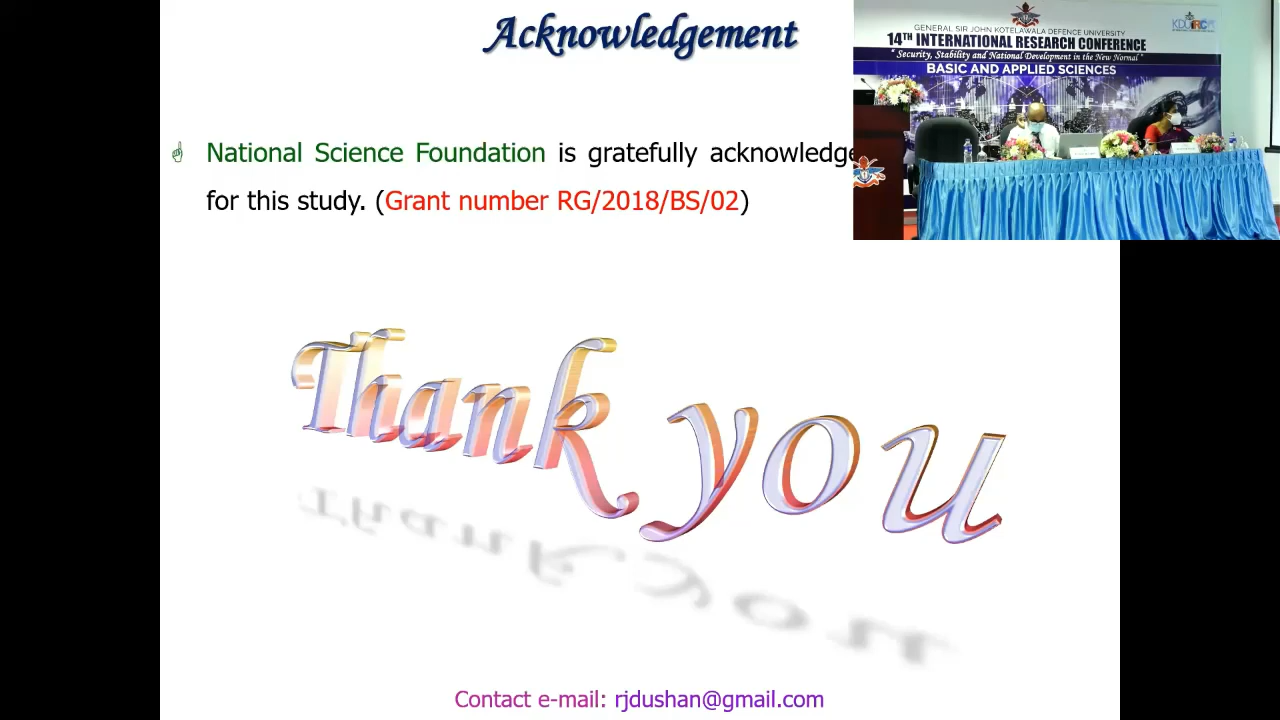 Acknowledgement
GENERAL SIR JOHN KOTELAWALA DEFENCE UNIVERSITY
14TH INTERNATIONAL RESEARCH CONFERENCE
" Security, Stability and National Development in the New Normal "
BASIC AND APPLIED SCIENCES
National Science Foundation is gratefully acknowledge
for this study. (Grant number RG/2018/BS/02)
Thank you
Contact e-mail: rjdushan@gmail.com